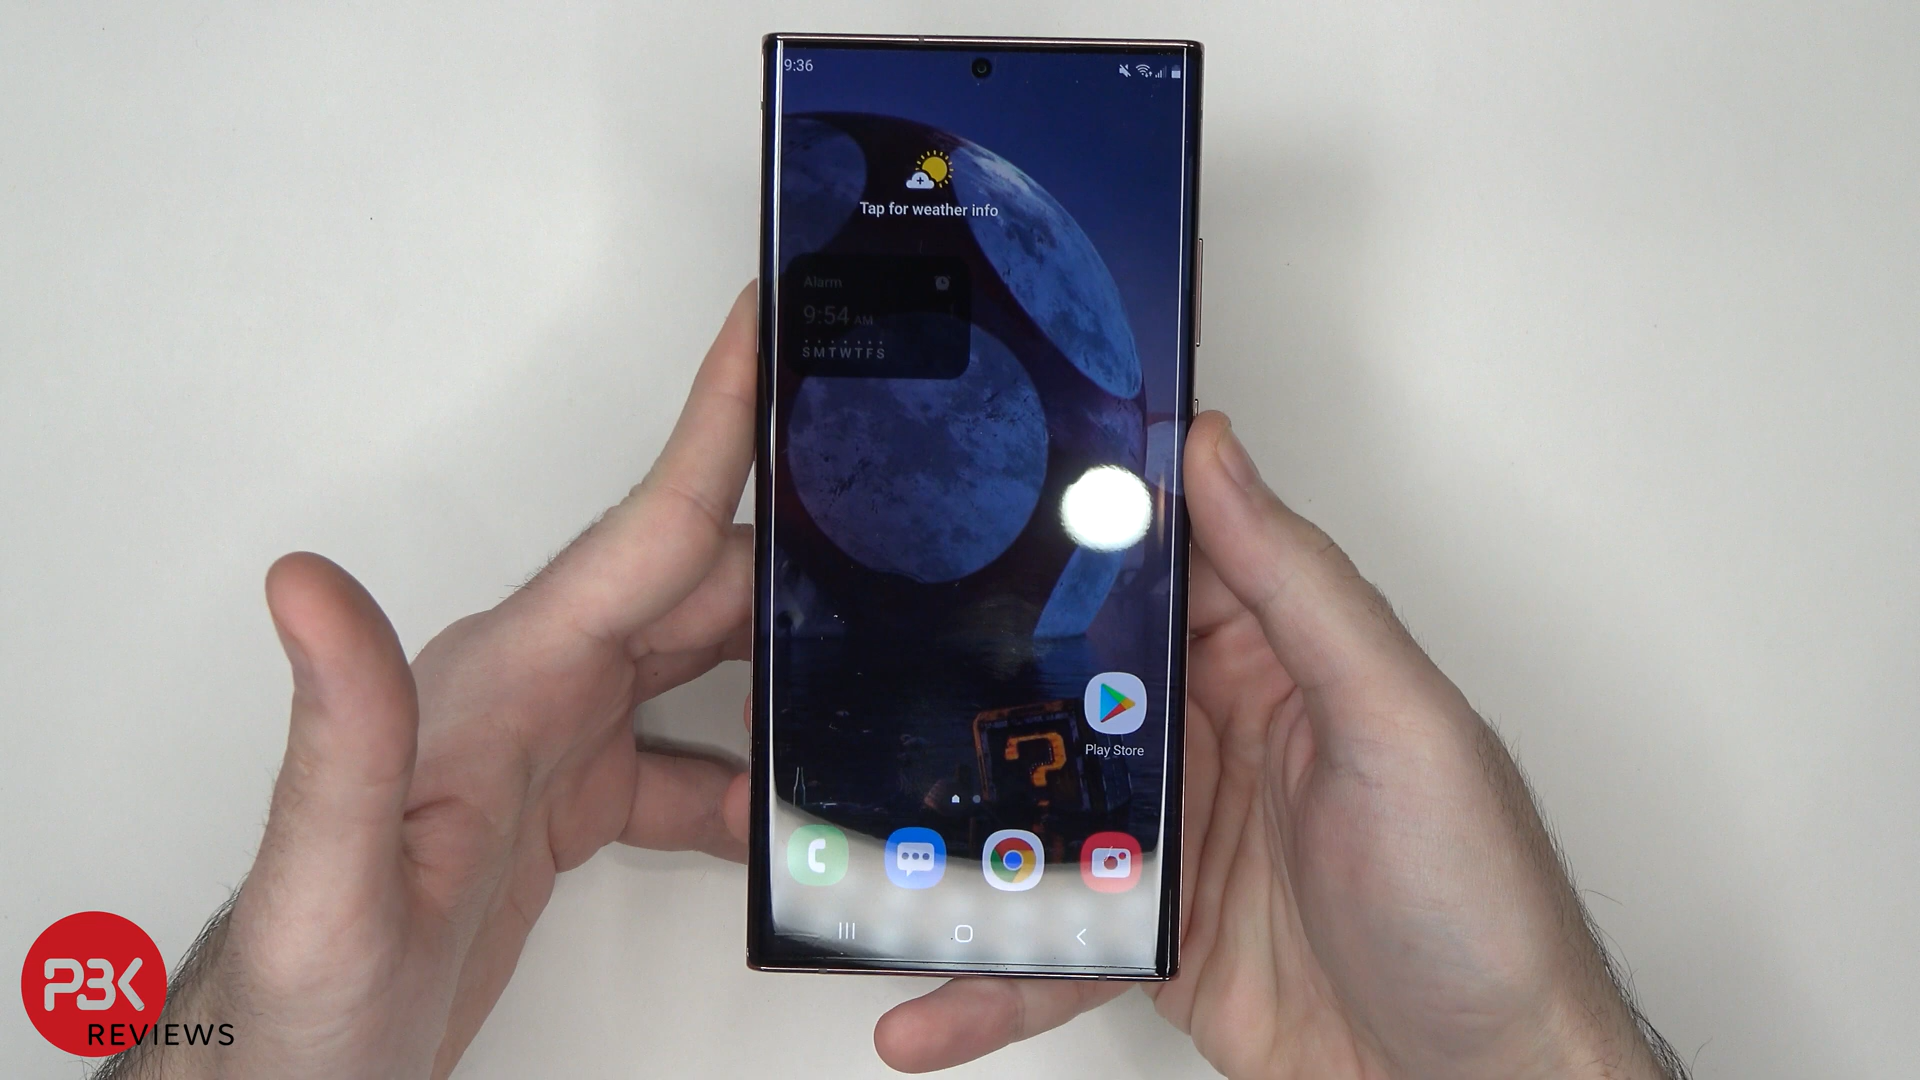 9:36
Tap for weather info
Alarm
9:54 AM
SMTWTFS
?
Play Store
PBK
REVIEWS